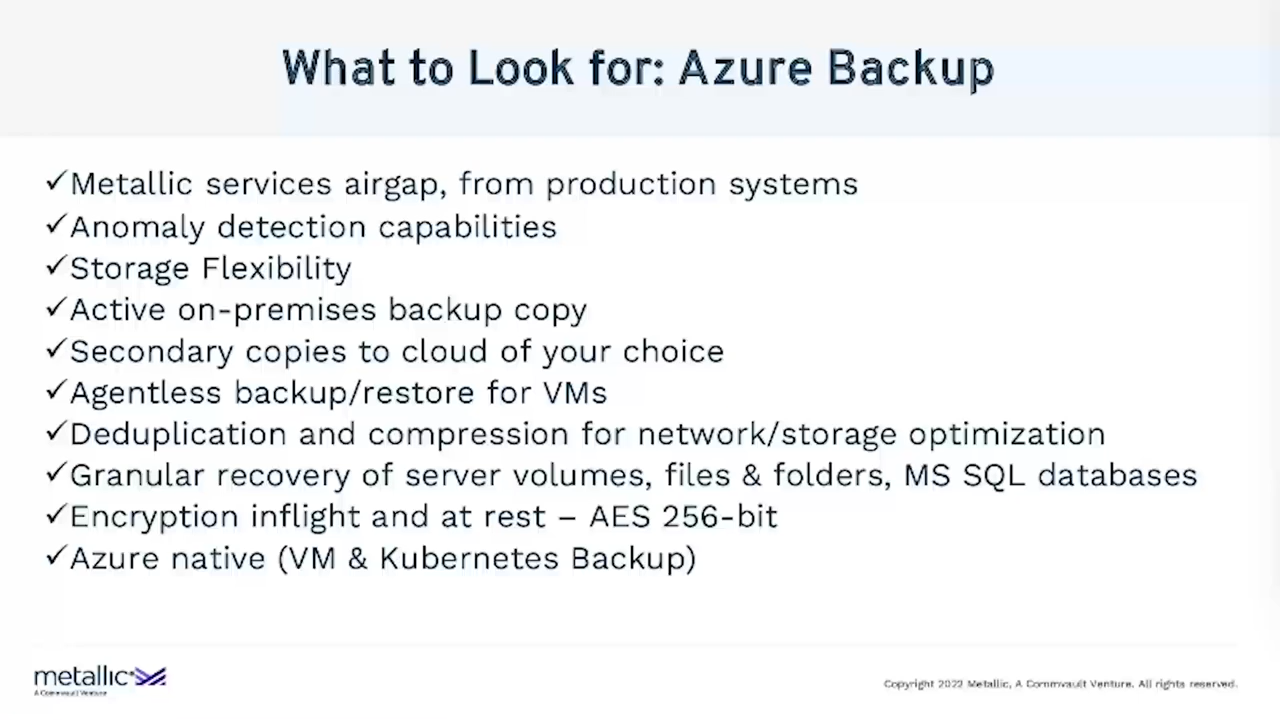 What to Look for: Azure Backup
✓Metallic services airgap, from production systems
✓Anomaly detection capabilities
✓Storage Flexibility
✓Active on-premises backup copy
✓Secondary copies to cloud of your choice
✓Agentless backup/restore for VMs
✓Deduplication and compression for network/storage optimization
✓Granular recovery of server volumes, files & folders, MS SQL databases
✓Encryption inflight and at rest – AES 256-bit
✓Azure native (VM & Kubernetes Backup)
metallic
A Commvault Venture
Copyright 2022 Metallic, A Commvault Venture. All rights reserved.